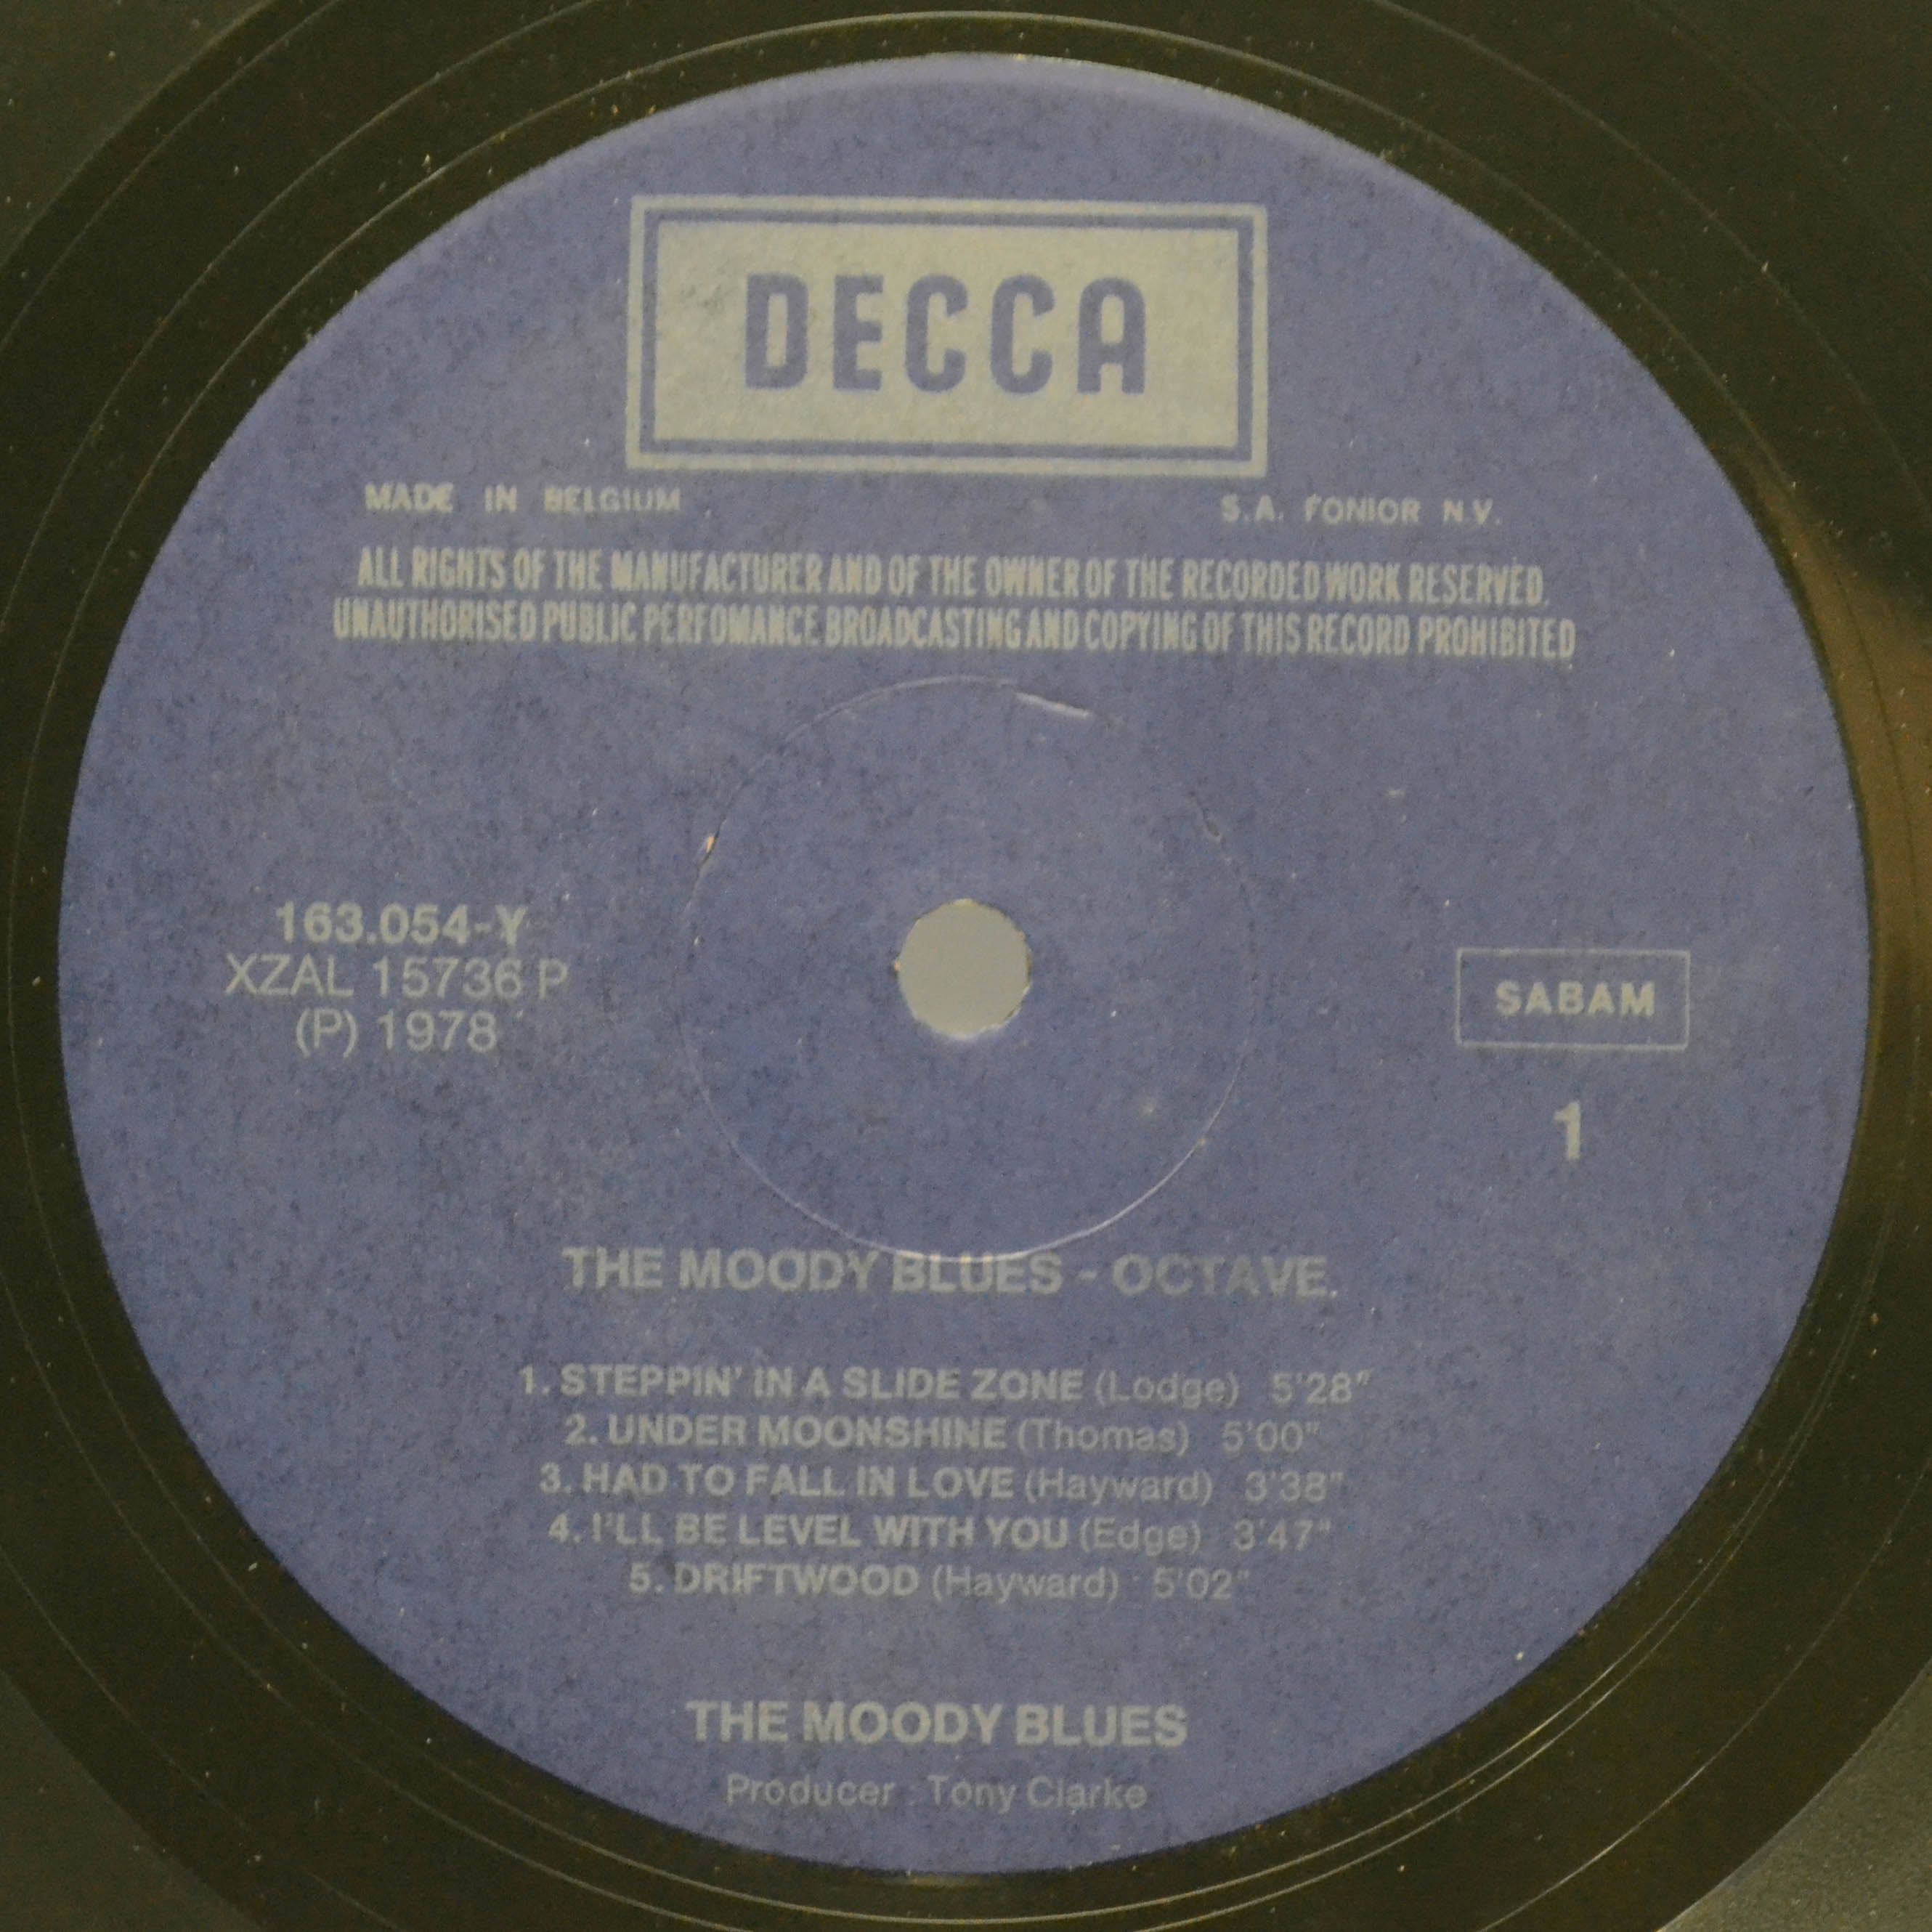 DECCA
MADE IN BELGIUM
S.A. FONIOR N.V.
ALL RIGHTS OF THE MANUFACTURER AND OF THE OWNER OF THE RECORDED WORK RESERVED.
UNAUTHORISED PUBLIC PERFOMANCE BROADCASTING AND COPYING OF THIS RECORD PROHIBITED
163.054-Y
XZAL 15736 P
(P) 1978
SABAM
1
THE MOODY BLUES - OCTAVE.
1. STEPPIN' IN A SLIDE ZONE (Lodge) 5'28"
2. UNDER MOONSHINE (Thomas) 5'00"
3. HAD TO FALL IN LOVE (Hayward) 3'38"
4. I'LL BE LEVEL WITH YOU (Edge) 3'47"
5. DRIFTWOOD (Hayward) 5'02"
THE MOODY BLUES
Producer : Tony Clarke